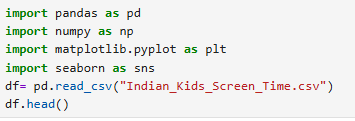 import pandas as pd
import numpy as np
import matplotlib.pyplot as plt
import seaborn as sns
df= pd.read_csv("Indian_Kids_Screen_Time.csv")
df.head()